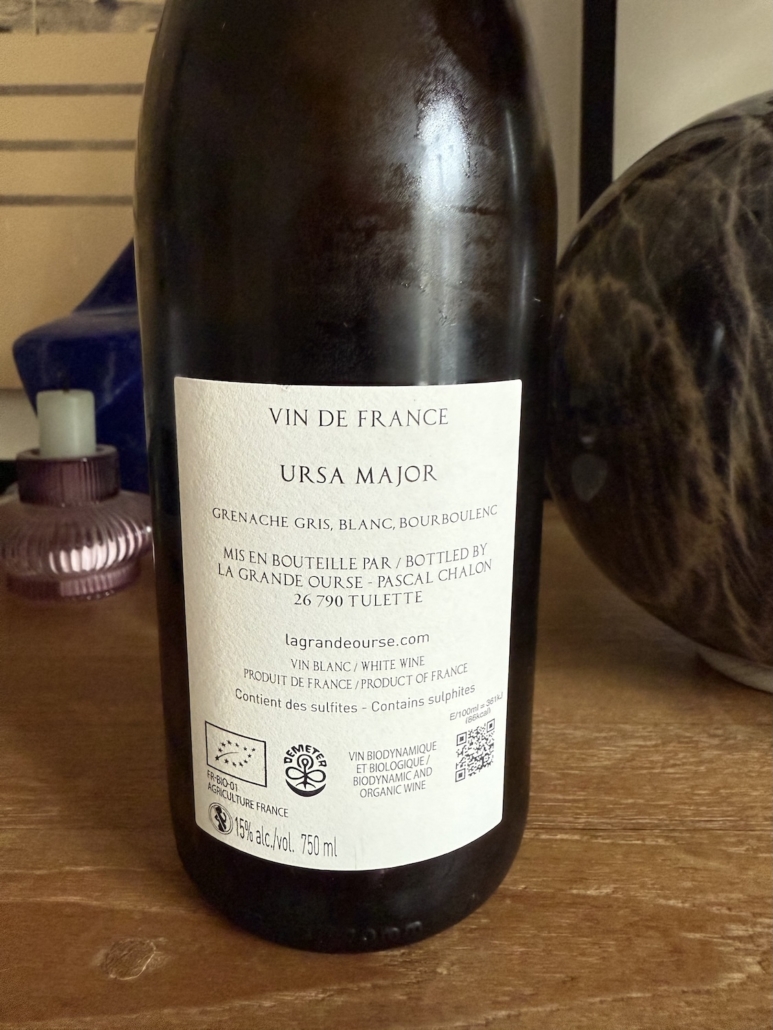 VIN DE FRANCE
URSA MAJOR
GRENACHE GRIS, BLANC, BOURBOULENC
MIS EN BOUTEILLE PAR / BOTTLED BY
LA GRANDE OURSE - PASCAL CHALON
26 790 TULETTE
lagrandeourse.com
VIN BLANC / WHITE WINE
PRODUIT DE FRANCE / PRODUCT OF FRANCE
Contient des sulfites - Contains sulphites
E/100ml = 361kJ
(86kcal)
DEMETER
VIN BIODYNAMIQUE
ET BIOLOGIQUE /
BIODYNAMIC AND
ORGANIC WINE
FR-BIO-01
AGRICULTURE FRANCE
15% alc./vol. 750 ml